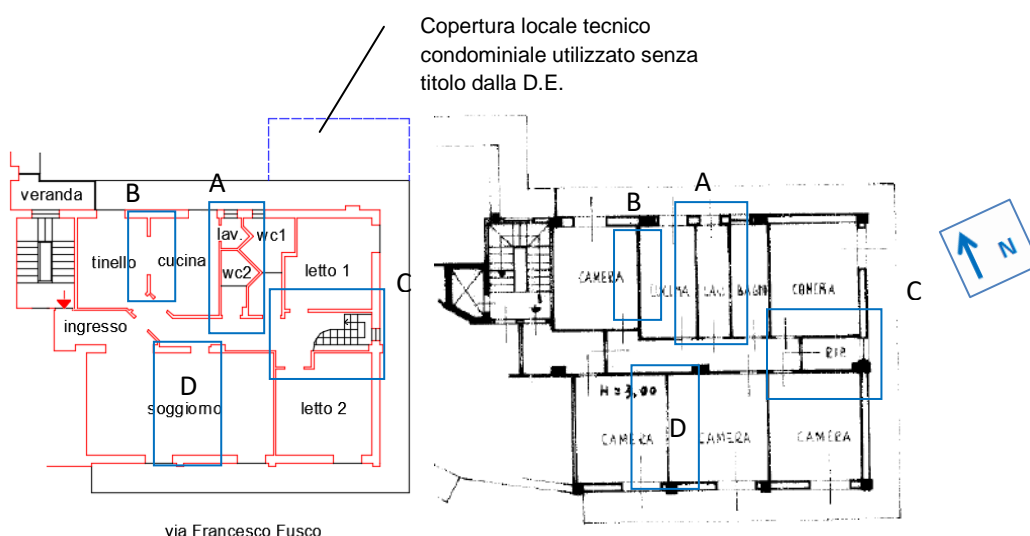 Copertura locale tecnico
condominiale utilizzato senza
titolo dalla D.E.
veranda
B
A
lav.
wc1
tinello
cucina
wc2
letto 1
C
ingresso
D
soggiorno
letto 2
via Francesco Fusco
A
B
CAMERA
CUCINA
LAV.
BAGNO
CAMERA
C
RIP.
H=3,00
CAMERA
D
CAMERA
CAMERA
N